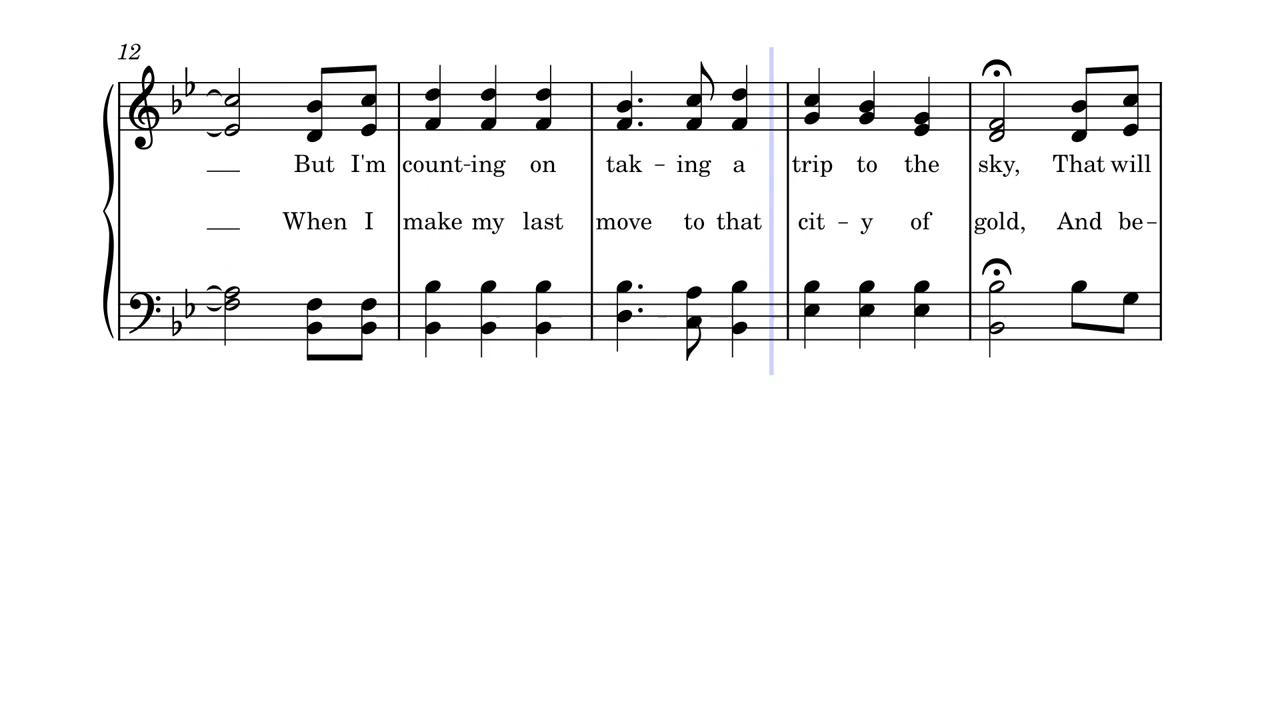 12
But I'm count-ing on tak - ing a trip to the sky, That will
When I make my last move to that cit - y of gold, And be-